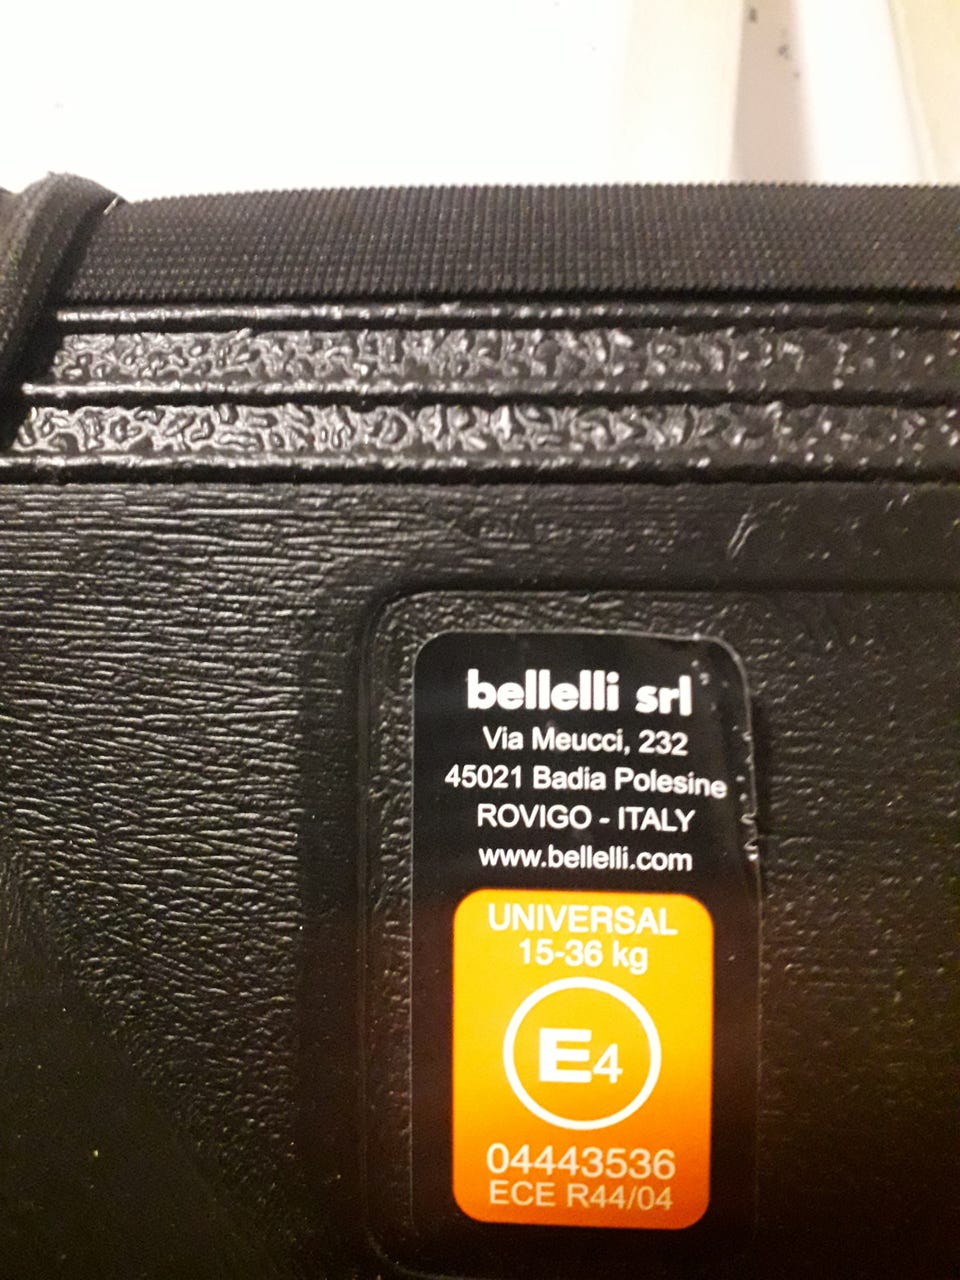 bellelli srl
Via Meucci, 232
45021 Badia Polesine
ROVIGO - ITALY
www.bellelli.com
UNIVERSAL
15-36 kg
E4
04443536
ECE R44/04